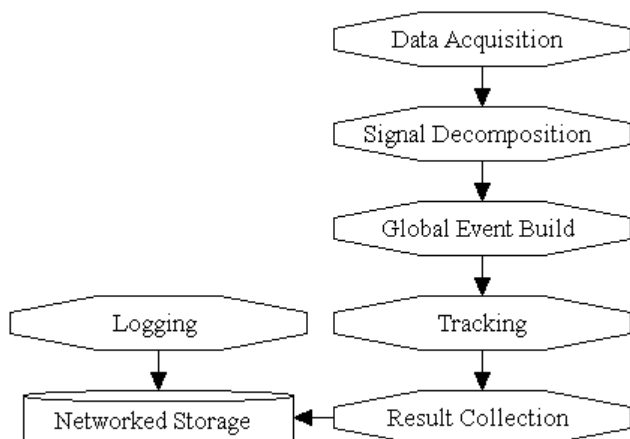 Data Acquisition
Signal Decomposition
Global Event Build
Logging
Tracking
Networked Storage
Result Collection